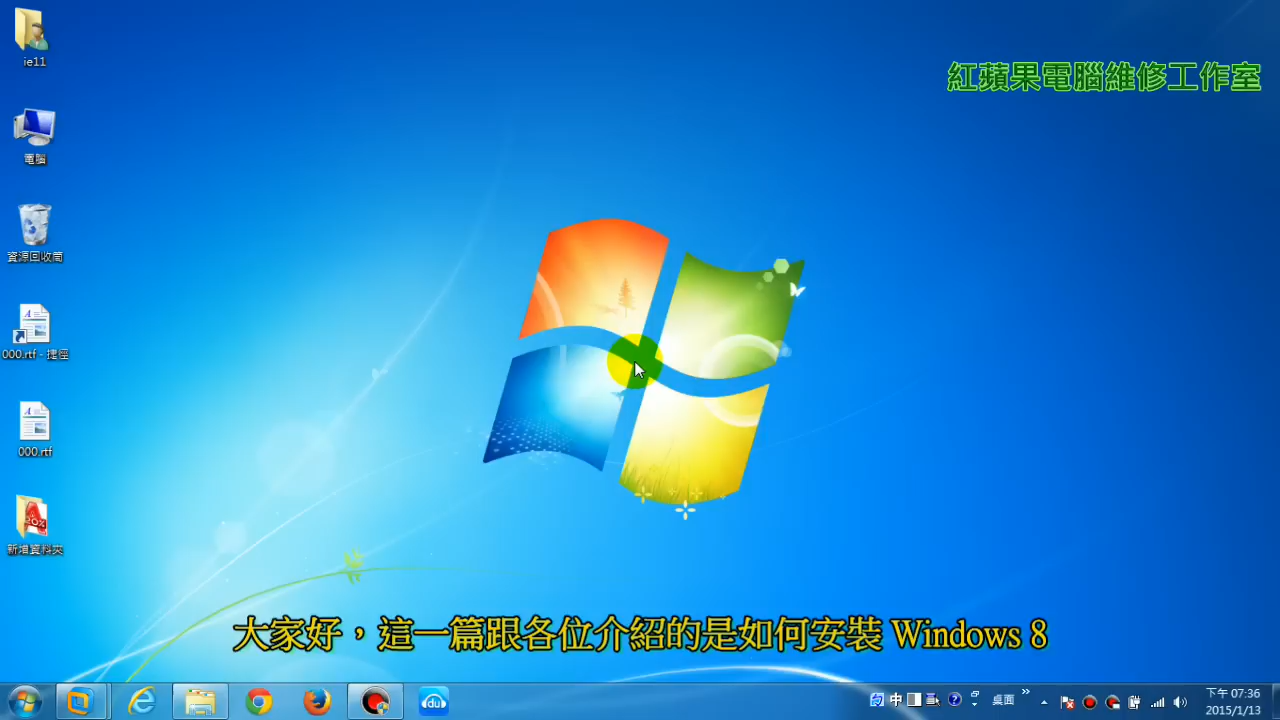 ie11
紅蘋果電腦維修工作室
電腦
資源回收筒
000.rtf - 捷徑
000.rtf
新增資料夾
大家好，這一篇跟各位介紹的是如何安裝 Windows 8
du
中
桌面
下午 07:36
2015/1/13